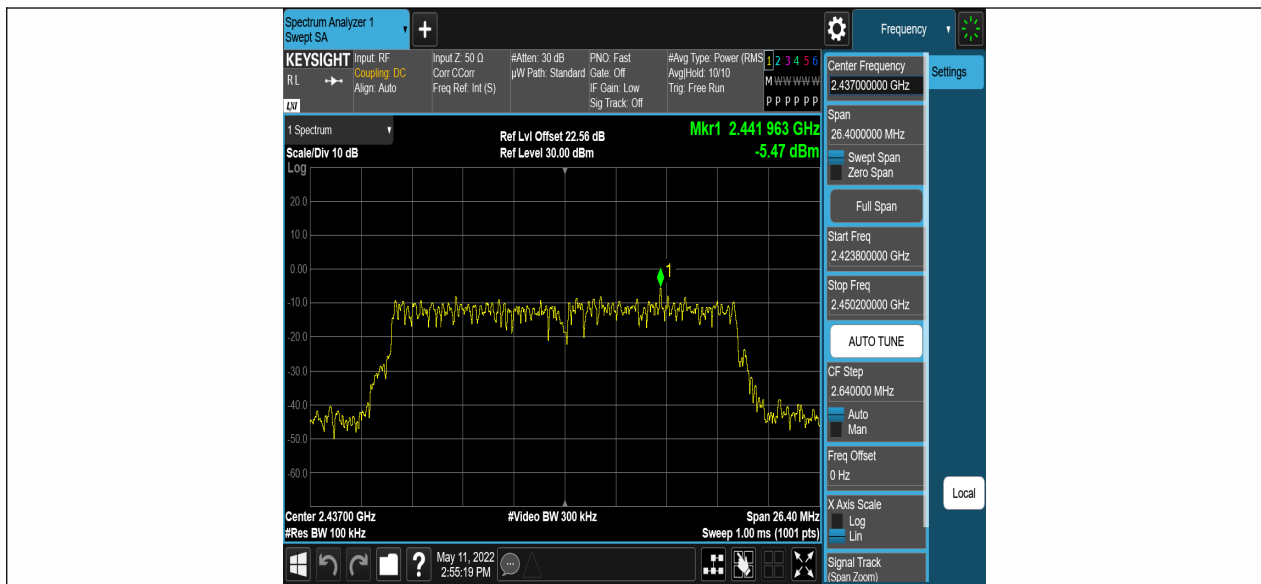 Spectrum Analyzer 1
Swept SA
+
Frequency
KEYSIGHT
RL
LXI
Input: RF
Coupling: DC
Align: Auto
Input Z: 50 Ω
Corr CCorr
Freq Ref: Int (S)
#Atten: 30 dB
µW Path: Standard
PNO: Fast
Gate: Off
IF Gain: Low
Sig Track: Off
#Avg Type: Power (RMS
Avg|Hold: 10/10
Trig: Free Run
1 2 3 4 5 6
M W W W W W
P P P P P P
1 Spectrum
Scale/Div 10 dB
Ref Lvl Offset 22.56 dB
Ref Level 30.00 dBm
Mkr1 2.441 963 GHz
-5.47 dBm
Log
20.0
10.0
0.00
-10.0
-20.0
-30.0
-40.0
-50.0
-60.0
1
Center 2.43700 GHz
#Res BW 100 kHz
#Video BW 300 kHz
Span 26.40 MHz
Sweep 1.00 ms (1001 pts)
Center Frequency
2.437000000 GHz
Settings
Span
26.4000000 MHz
Swept Span
Zero Span
Full Span
Start Freq
2.423800000 GHz
Stop Freq
2.450200000 GHz
AUTO TUNE
CF Step
2.640000 MHz
Auto
Man
Freq Offset
0 Hz
X Axis Scale
Log
Lin
Local
Signal Track
(Span Zoom)
?
May 11, 2022
2:55:19 PM